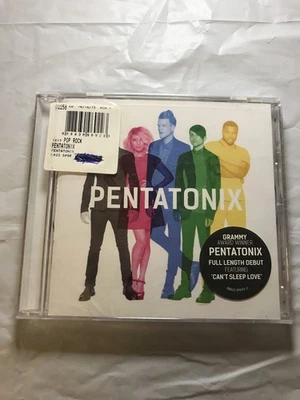 POP ROCK
PENTATONIX
PENTATONIX
PENTATONIX
GRAMMY
AWARD WINNER
PENTATONIX
FULL LENGTH DEBUT
FEATURING
'CAN'T SLEEP LOVE'